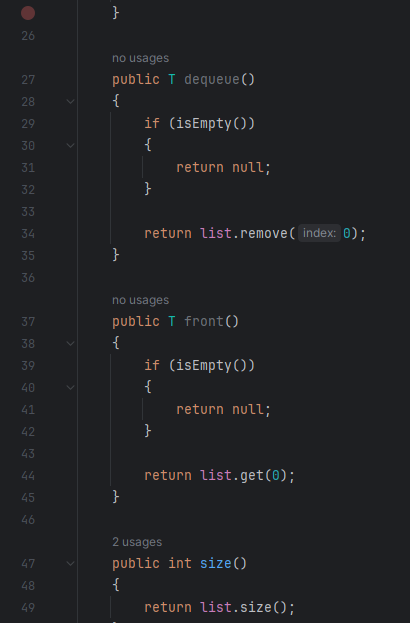 }
26
no usages
27 public T dequeue()
28 {
29 if (isEmpty())
30 {
31 return null;
32 }
33
34 return list.remove( index: 0);
35 }
36
no usages
37 public T front()
38 {
39 if (isEmpty())
40 {
41 return null;
42 }
43
44 return list.get(0);
45 }
46
2 usages
47 public int size()
48 {
49 return list.size();